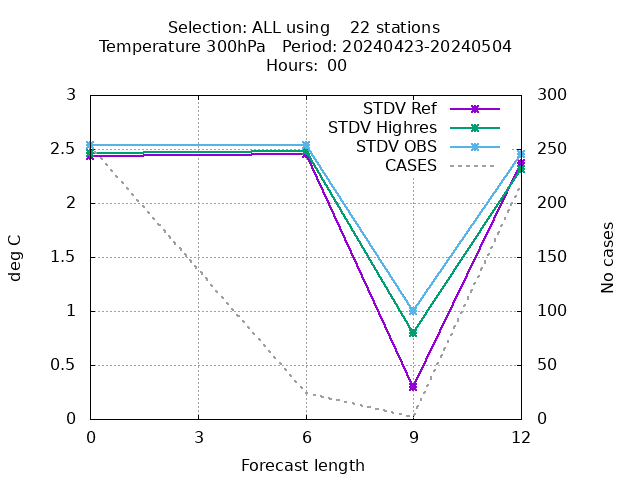 Selection: ALL using    22 stations
Temperature 300hPa   Period: 20240423-20240504
Hours:  00
3
2.5
2
1.5
1
0.5
0
deg C
STDV Ref
STDV Highres
STDV OBS
CASES
300
250
200
150
100
50
0
No cases
0
3
6
9
12
Forecast length